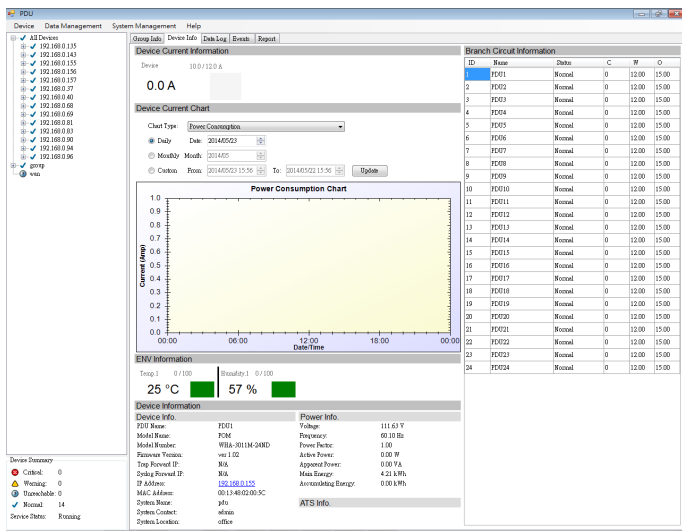 PDU
Device Data Management System Management Help
All Devices
192.168.0.135
192.168.0.143
192.168.0.155
192.168.0.156
192.168.0.157
192.168.0.37
192.168.0.40
192.168.0.68
192.168.0.69
192.168.0.81
192.168.0.83
192.168.0.90
192.168.0.94
192.168.0.96
group
wan
Device Summary
Critical: 0
Warning: 0
Unreachable: 0
Normal 14
Service Status: Running
Group Info Device Info Data Log Events Report
Device Current Information
Device 10.0 / 12.0 A
0.0 A
Device Current Chart
Chart Type: Power Consumption
Daily Date: 2014/05/23
Monthly Month: 2014/05
Custom From: 2014/05/23 15:56 To: 2014/05/22 15:56 Update
Power Consumption Chart
Current (Amp)
1.0
0.9
0.8
0.7
0.6
0.5
0.4
0.3
0.2
0.1
0.0
00:00 06:00 12:00 18:00 00:00
Date/Time
ENV Information
Temp.1 0 / 100 Humidity.1 0 / 100
25 °C 57 %
Device Information
Device Info.
PDU Name: PDU1
Model Name: POM
Model Number: WHA-3011M-24ND
Firmware Version: ver 1.02
Trap Forward IP: N/A
Syslog Forward IP: N/A
IP Address: 192.168.0.155
MAC Address: 00:13:48:02:00:5C
System Name: pdu
System Contact: admin
System Location: office
Power Info.
Voltage: 111.63 V
Frequency: 60.10 Hz
Power Factor: 1.00
Active Power: 0.00 W
Apparent Power: 0.00 VA
Main Energy: 4.21 kWh
Accumulating Energy: 0.00 kWh
ATS Info.
Branch Circuit Information
ID Name Status C W O
1 PDU1 Normal 0 12.00 15.00
2 PDU2 Normal 0 12.00 15.00
3 PDU3 Normal 0 12.00 15.00
4 PDU4 Normal 0 12.00 15.00
5 PDU5 Normal 0 12.00 15.00
6 PDU6 Normal 0 12.00 15.00
7 PDU7 Normal 0 12.00 15.00
8 PDU8 Normal 0 12.00 15.00
9 PDU9 Normal 0 12.00 15.00
10 PDU10 Normal 0 12.00 15.00
11 PDU11 Normal 0 12.00 15.00
12 PDU12 Normal 0 12.00 15.00
13 PDU13 Normal 0 12.00 15.00
14 PDU14 Normal 0 12.00 15.00
15 PDU15 Normal 0 12.00 15.00
16 PDU16 Normal 0 12.00 15.00
17 PDU17 Normal 0 12.00 15.00
18 PDU18 Normal 0 12.00 15.00
19 PDU19 Normal 0 12.00 15.00
20 PDU20 Normal 0 12.00 15.00
21 PDU21 Normal 0 12.00 15.00
22 PDU22 Normal 0 12.00 15.00
23 PDU23 Normal 0 12.00 15.00
24 PDU24 Normal 0 12.00 15.00